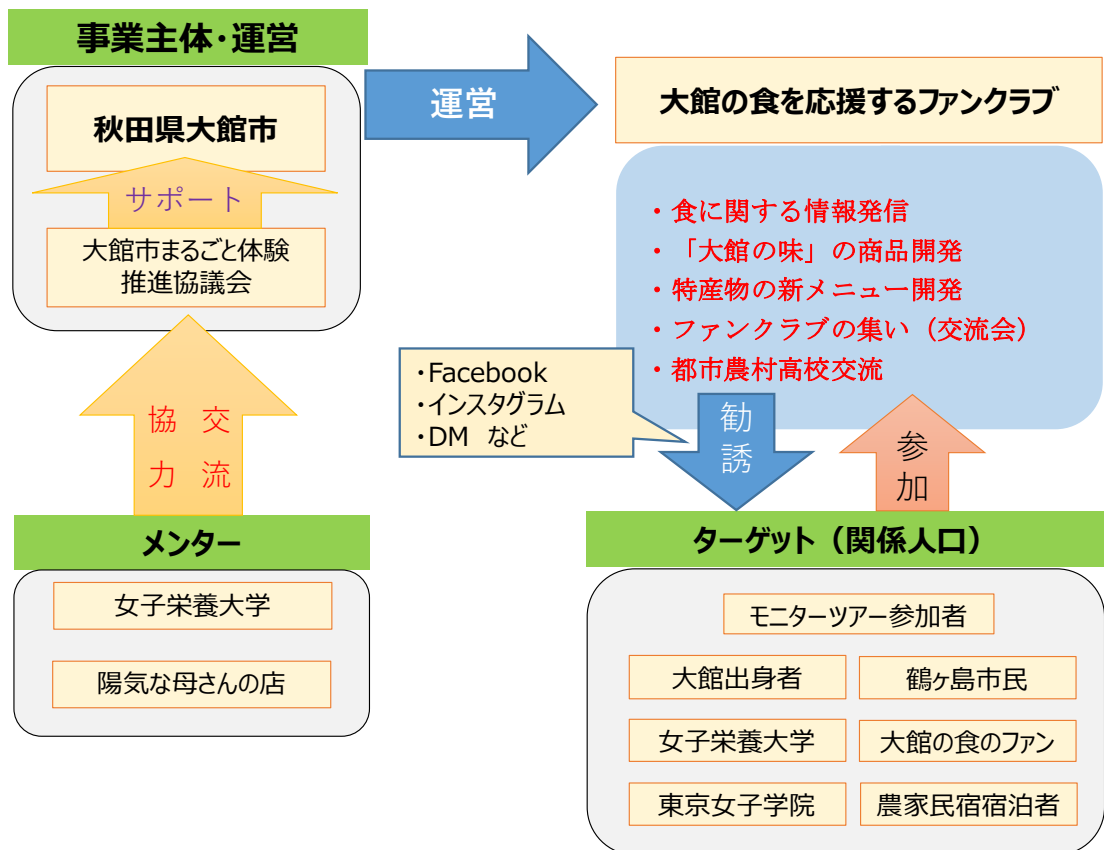 事業主体・運営
秋田県大館市
サポート
大館市まるごと体験
推進協議会
協力
交流
メンター
女子栄養大学
陽気な母さんの店
運営
大館の食を応援するファンクラブ
・食に関する情報発信
・「大館の味」の商品開発
・特産物の新メニュー開発
・ファンクラブの集い（交流会）
・都市農村高校交流
・Facebook
・インスタグラム
・DM　など
勧誘
参加
ターゲット（関係人口）
モニターツアー参加者
大館出身者
鶴ヶ島市民
女子栄養大学
大館の食のファン
東京女子学院
農家民宿宿泊者